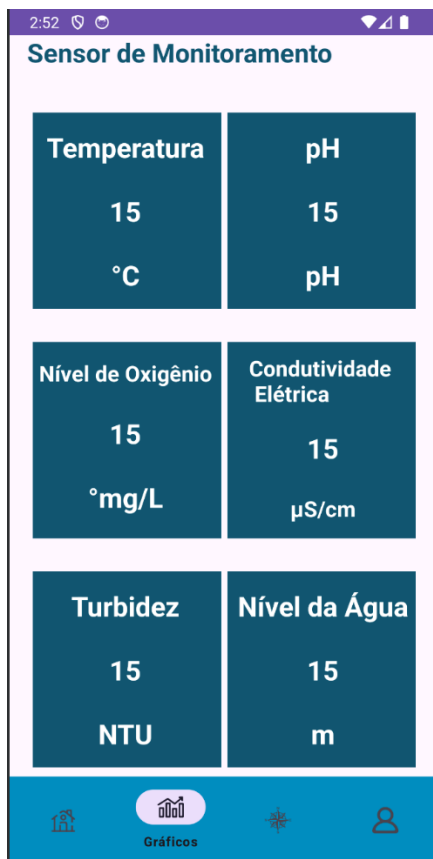 2:52
Sensor de Monitoramento
Temperatura
15
°C
pH
15
pH
Nível de Oxigênio
15
°mg/L
Condutividade
Elétrica
15
µS/cm
Turbidez
15
NTU
Nível da Água
15
m
Gráficos